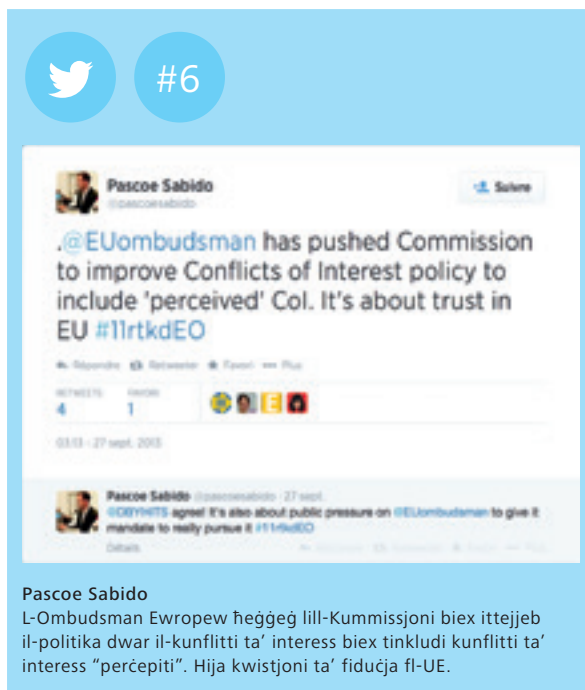 #6
Pascoe Sabido
@pascoesabido
Suivre
.@EUombudsman has pushed Commission
to improve Conflicts of Interest policy to
include 'perceived' CoI. It's about trust in
EU #11rtkdEO
Répondre Retweeter Favori Plus
RETWEETS FAVORI
4 1
03:13 - 27 sept. 2013
Pascoe Sabido @pascoesabido · 27 sept.
@DBYHITS agree! It's also about public pressure on @EUombudsman to give it
mandate to really pursue it #11rtkdEO
Détails
Pascoe Sabido
L-Ombudsman Ewropew ħeġġeġ lill-Kummissjoni biex ittejjeb
il-politika dwar il-kunflitti ta’ interess biex tinkludi kunflitti ta’
interess “perċepiti”. Hija kwistjoni ta’ fiduċja fl-UE.